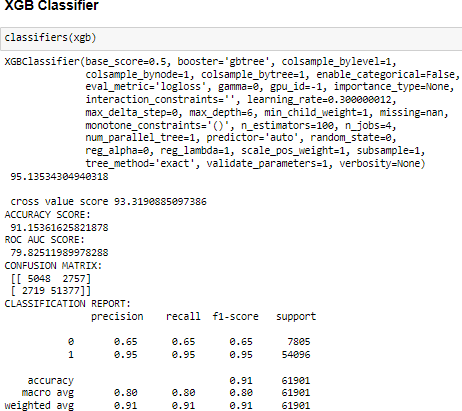 XGB Classifier
classifiers(xgb)
XGBClassifier(base_score=0.5, booster='gbtree', colsample_bylevel=1,
colsample_bynode=1, colsample_bytree=1, enable_categorical=False,
eval_metric='logloss', gamma=0, gpu_id=-1, importance_type=None,
interaction_constraints='', learning_rate=0.300000012,
max_delta_step=0, max_depth=6, min_child_weight=1, missing=nan,
monotone_constraints='()', n_estimators=100, n_jobs=4,
num_parallel_tree=1, predictor='auto', random_state=0,
reg_alpha=0, reg_lambda=1, scale_pos_weight=1, subsample=1,
tree_method='exact', validate_parameters=1, verbosity=None)
95.13534304940318
cross value score 93.3190885097386
ACCURACY SCORE:
91.15361625821878
ROC AUC SCORE:
79.82511989978288
CONFUSION MATRIX:
[[ 5048 2757]
[ 2719 51377]]
CLASSIFICATION REPORT:
precision recall f1-score support
0 0.65 0.65 0.65 7805
1 0.95 0.95 0.95 54096
accuracy 0.91 61901
macro avg 0.80 0.80 0.80 61901
weighted avg 0.91 0.91 0.91 61901